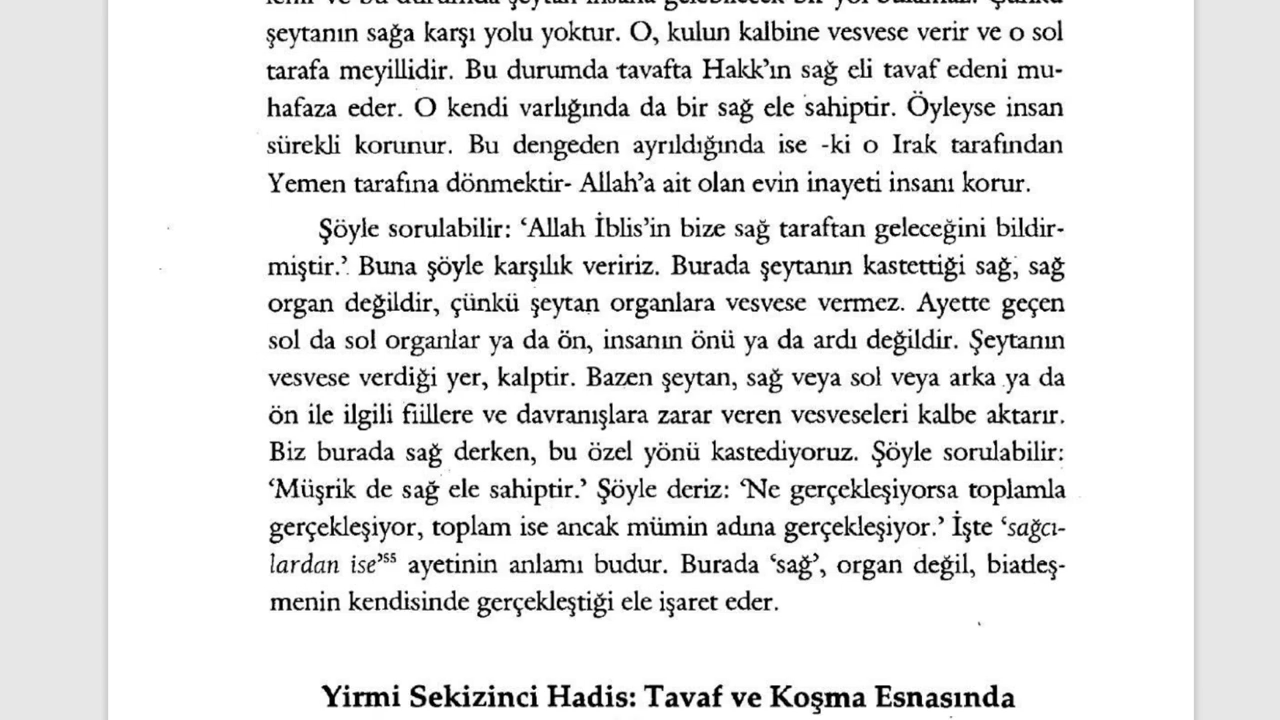 şeytanın sağa karşı yolu yoktur. O, kulun kalbine vesvese verir ve o sol
tarafa meyillidir. Bu durumda tavafta Hakk’ın sağ eli tavaf edeni mu-
hafaza eder. O kendi varlığında da bir sağ ele sahiptir. Öyleyse insan
sürekli korunur. Bu dengeden ayrıldığında ise -ki o Irak tarafından
Yemen tarafına dönmektir- Allah’a ait olan evin inayeti insanı korur.
Şöyle sorulabilir: ‘Allah İblis’in bize sağ taraftan geleceğini bildir-
miştir.’ Buna şöyle karşılık veririz. Burada şeytanın kastettiği sağ, sağ
organ değildir, çünkü şeytan organlara vesvese vermez. Ayette geçen
sol da sol organlar ya da ön, insanın önü ya da ardı değildir. Şeytanın
vesvese verdiği yer, kalptir. Bazen şeytan, sağ veya sol veya arka ya da
ön ile ilgili fiillere ve davranışlara zarar veren vesveseleri kalbe aktarır.
Biz burada sağ derken, bu özel yönü kastediyoruz. Şöyle sorulabilir:
‘Müşrik de sağ ele sahiptir.’ Şöyle deriz: ‘Ne gerçekleşiyorsa toplamla
gerçekleşiyor, toplam ise ancak mümin adına gerçekleşiyor.’ İşte ‘sağcı-
lardan ise’⁵⁵ ayetinin anlamı budur. Burada ‘sağ’, organ değil, biatleş-
menin kendisinde gerçekleştiği ele işaret eder.
Yirmi Sekizinci Hadis: Tavaf ve Koşma Esnasında